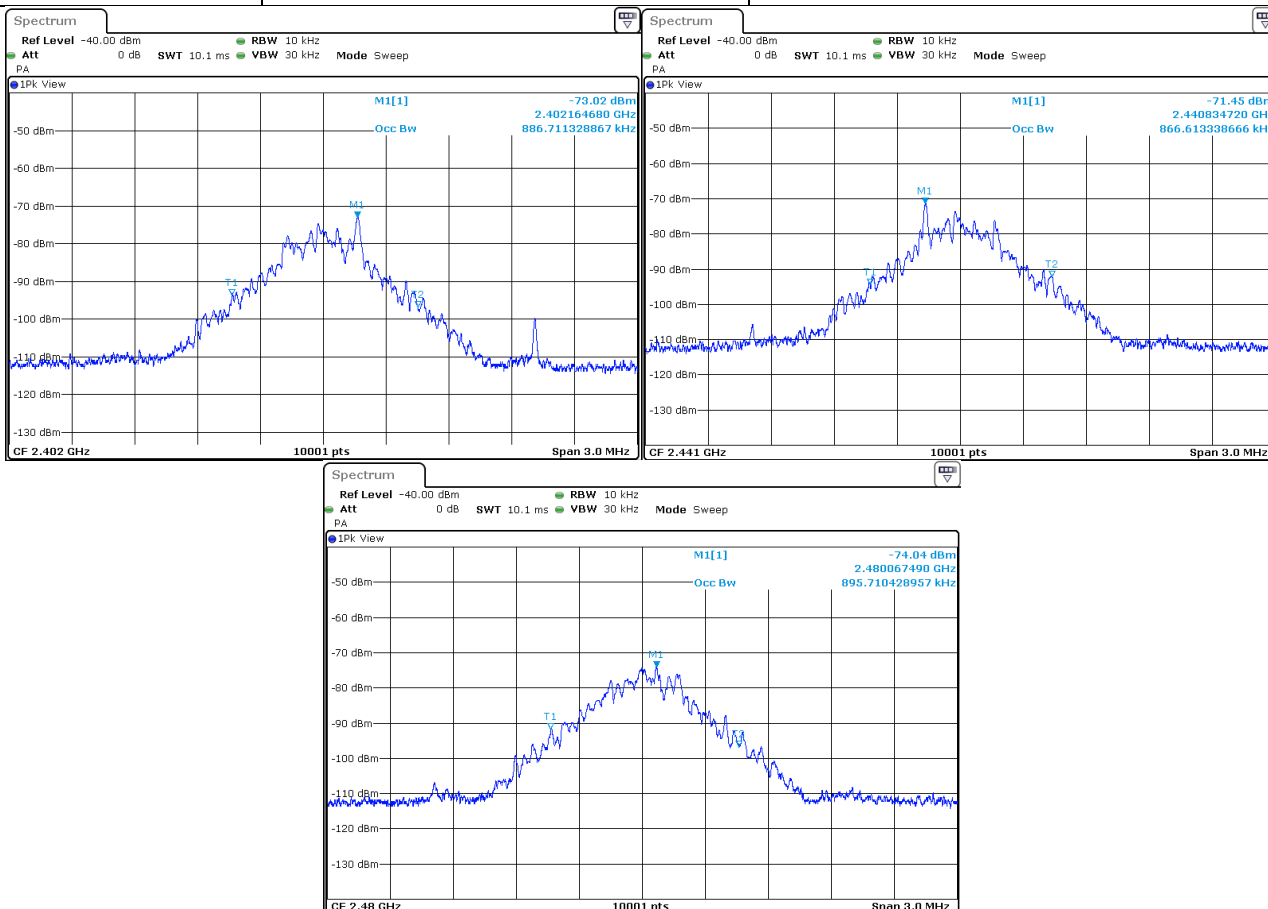 Spectrum
Ref Level -40.00 dBm RBW 10 kHz
Att 0 dB SWT 10.1 ms VBW 30 kHz Mode Sweep
PA
1Pk View
M1[1] -73.02 dBm
2.402164680 GHz
Occ Bw 886.711328867 kHz
-50 dBm
-60 dBm
-70 dBm
M1
-80 dBm
-90 dBm
T1
T2
-100 dBm
-110 dBm
-120 dBm
-130 dBm
CF 2.402 GHz 10001 pts Span 3.0 MHz
Spectrum
Ref Level -40.00 dBm RBW 10 kHz
Att 0 dB SWT 10.1 ms VBW 30 kHz Mode Sweep
PA
1Pk View
M1[1] -71.45 dBm
2.440834720 GH
Occ Bw 866.613338666 kH
-50 dBm
-60 dBm
-70 dBm
M1
-80 dBm
-90 dBm
T1
T2
-100 dBm
-110 dBm
-120 dBm
-130 dBm
CF 2.441 GHz 10001 pts Span 3.0 MHz
Spectrum
Ref Level -40.00 dBm RBW 10 kHz
Att 0 dB SWT 10.1 ms VBW 30 kHz Mode Sweep
PA
1Pk View
M1[1] -74.04 dBm
2.480067490 GHz
Occ Bw 895.710428957 kHz
-50 dBm
-60 dBm
-70 dBm
M1
-80 dBm
-90 dBm
T1
T2
-100 dBm
-110 dBm
-120 dBm
-130 dBm
CF 2.48 GHz 10001 pts Span 3.0 MHz